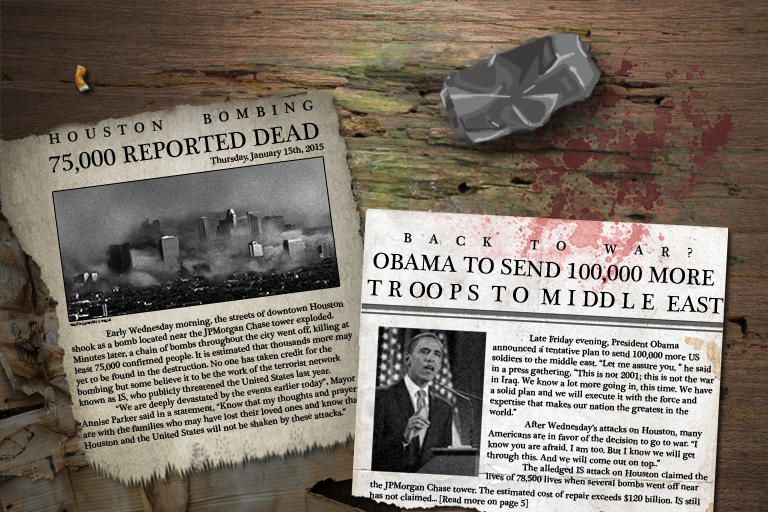 HOUSTON BOMBING
75,000 REPORTED DEAD
Thursday, January 15th, 2015
Early Wednesday morning, the streets of downtown Houston
shook as a bomb located near the JPMorgan Chase tower exploded.
Minutes later, a chain of bombs throughout the city went off, killing at
least 75,000 confirmed people. It is estimated that thousands more may
yet to be found in the destruction. No one has taken credit for the
bombing but some believe it to be the work of the terrorist network
known as IS, who publicly threatened the United States last year.
"We are deeply devastated by the events earlier today", Mayor
Annise Parker said in a statement, "Know that my thoughts and prayer
are with the families who may have lost their loved ones and know tha
Houston and the United States will not be shaken by these attacks."
BACK TO WAR?
OBAMA TO SEND 100,000 MORE
TROOPS TO MIDDLE EAST
Late Friday evening, President Obama
announced a tentative plan to send 100,000 more US
soldiers to the middle east. "Let me assure you, " he said
in a press gathering, "This is not 2001; this is not the war
in Iraq. We know a lot more going in, this time. We have
a solid plan and we will execute it with the force and
expertise that makes our nation the greatest in the
world."
After Wednesday's attacks on Houston, many
Americans are in favor of the decision to go to war. "I
know you are afraid. I am too. But I know we will get
through this. And we will come out on top.."
The alledged IS attack on Houston claimed the
lives of 78,500 lives when several bombs went off near
the JPMorgan Chase tower. The estimated cost of repair exceeds $120 billion. IS still
has not claimed... [Read more on page 5]